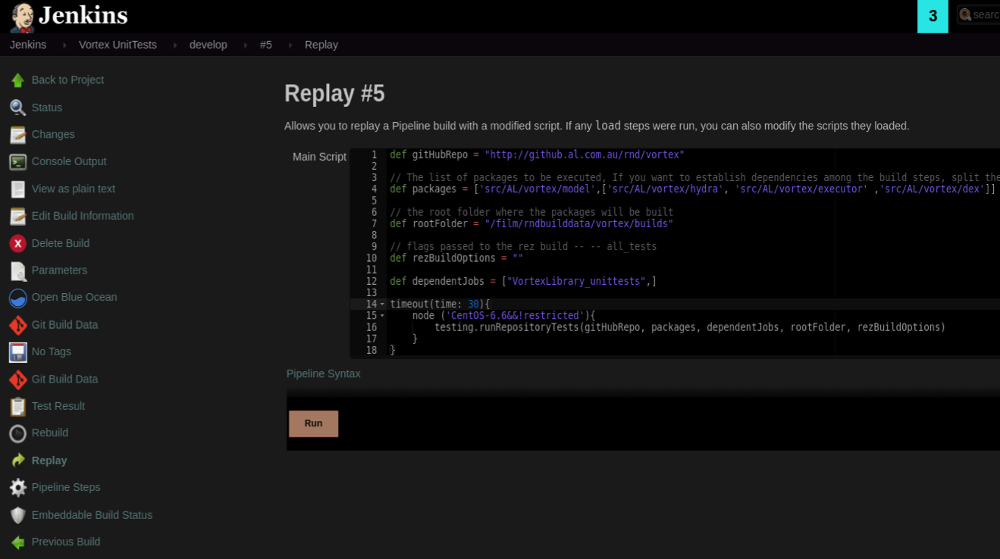 Jenkins
3
searc
Jenkins Vortex UnitTests develop #5 Replay
Back to Project
Status
Changes
Console Output
View as plain text
Edit Build Information
Delete Build
Parameters
Open Blue Ocean
Git Build Data
No Tags
Git Build Data
Test Result
Rebuild
Replay
Pipeline Steps
Embeddable Build Status
Previous Build
Replay #5
Allows you to replay a Pipeline build with a modified script. If any load steps were run, you can also modify the scripts they loaded.
Main Script
1 def gitHubRepo = "http://github.al.com.au/rnd/vortex"
2
3 // The list of packages to be executed, If you want to establish dependencies among the build steps, split the
4 def packages = ['src/AL/vortex/model',['src/AL/vortex/hydra', 'src/AL/vortex/executor' ,'src/AL/vortex/dex']]
5
6 // the root folder where the packages will be built
7 def rootFolder = "/film/rndbuilddata/vortex/builds"
8
9 // flags passed to the rez build -- -- all_tests
10 def rezBuildOptions = ""
11
12 def dependentJobs = ["VortexLibrary_unittests",]
13
14 timeout(time: 30){
15 node ('CentOS-6.6&&!restricted'){
16 testing.runRepositoryTests(gitHubRepo, packages, dependentJobs, rootFolder, rezBuildOptions)
17 }
18 }
Pipeline Syntax
Run